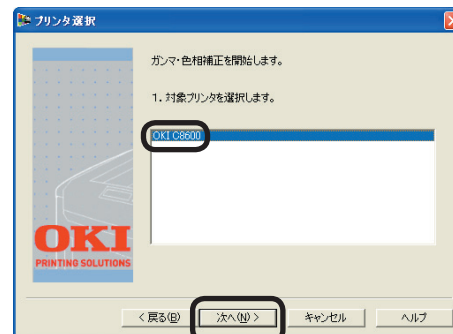 プリンタ選択
ガンマ・色相補正を開始します。
1. 対象プリンタを選択します。
OKI C8600
OKI
PRINTING SOLUTIONS
< 戻る(B) 次へ(N) > キャンセル ヘルプ